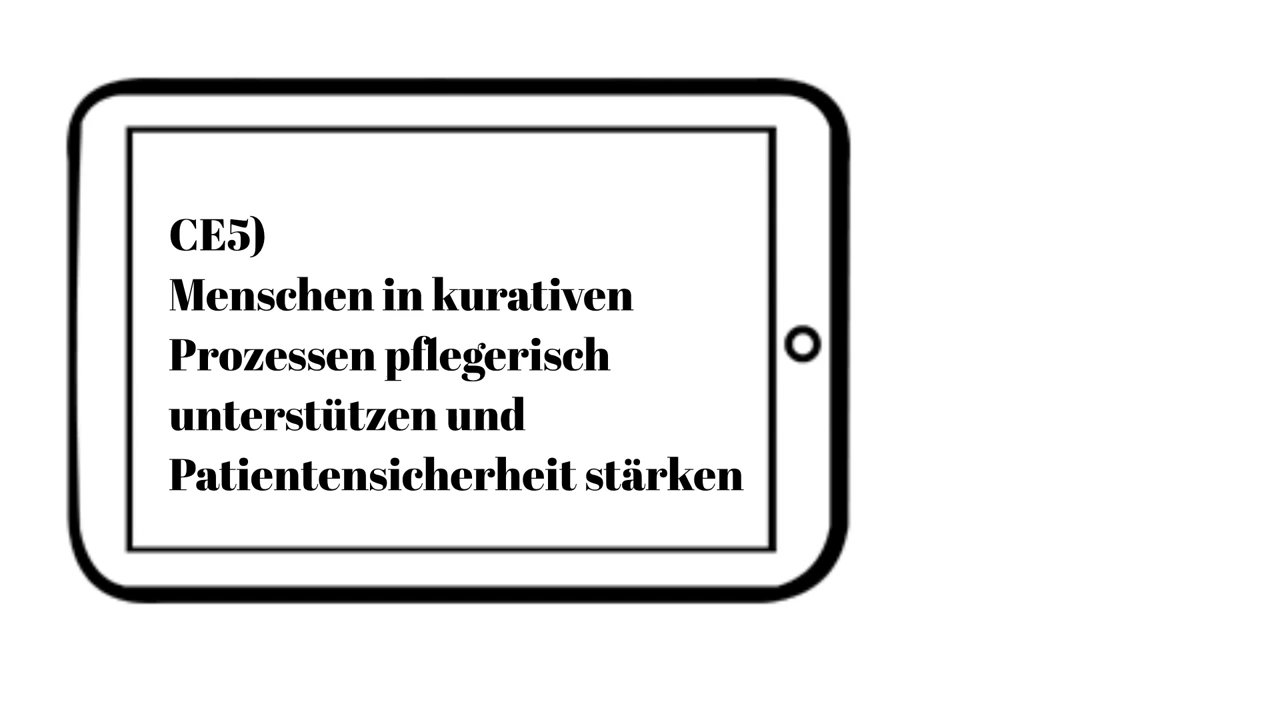 CE5)
Menschen in kurativen
Prozessen pflegerisch
unterstützen und
Patientensicherheit stärken